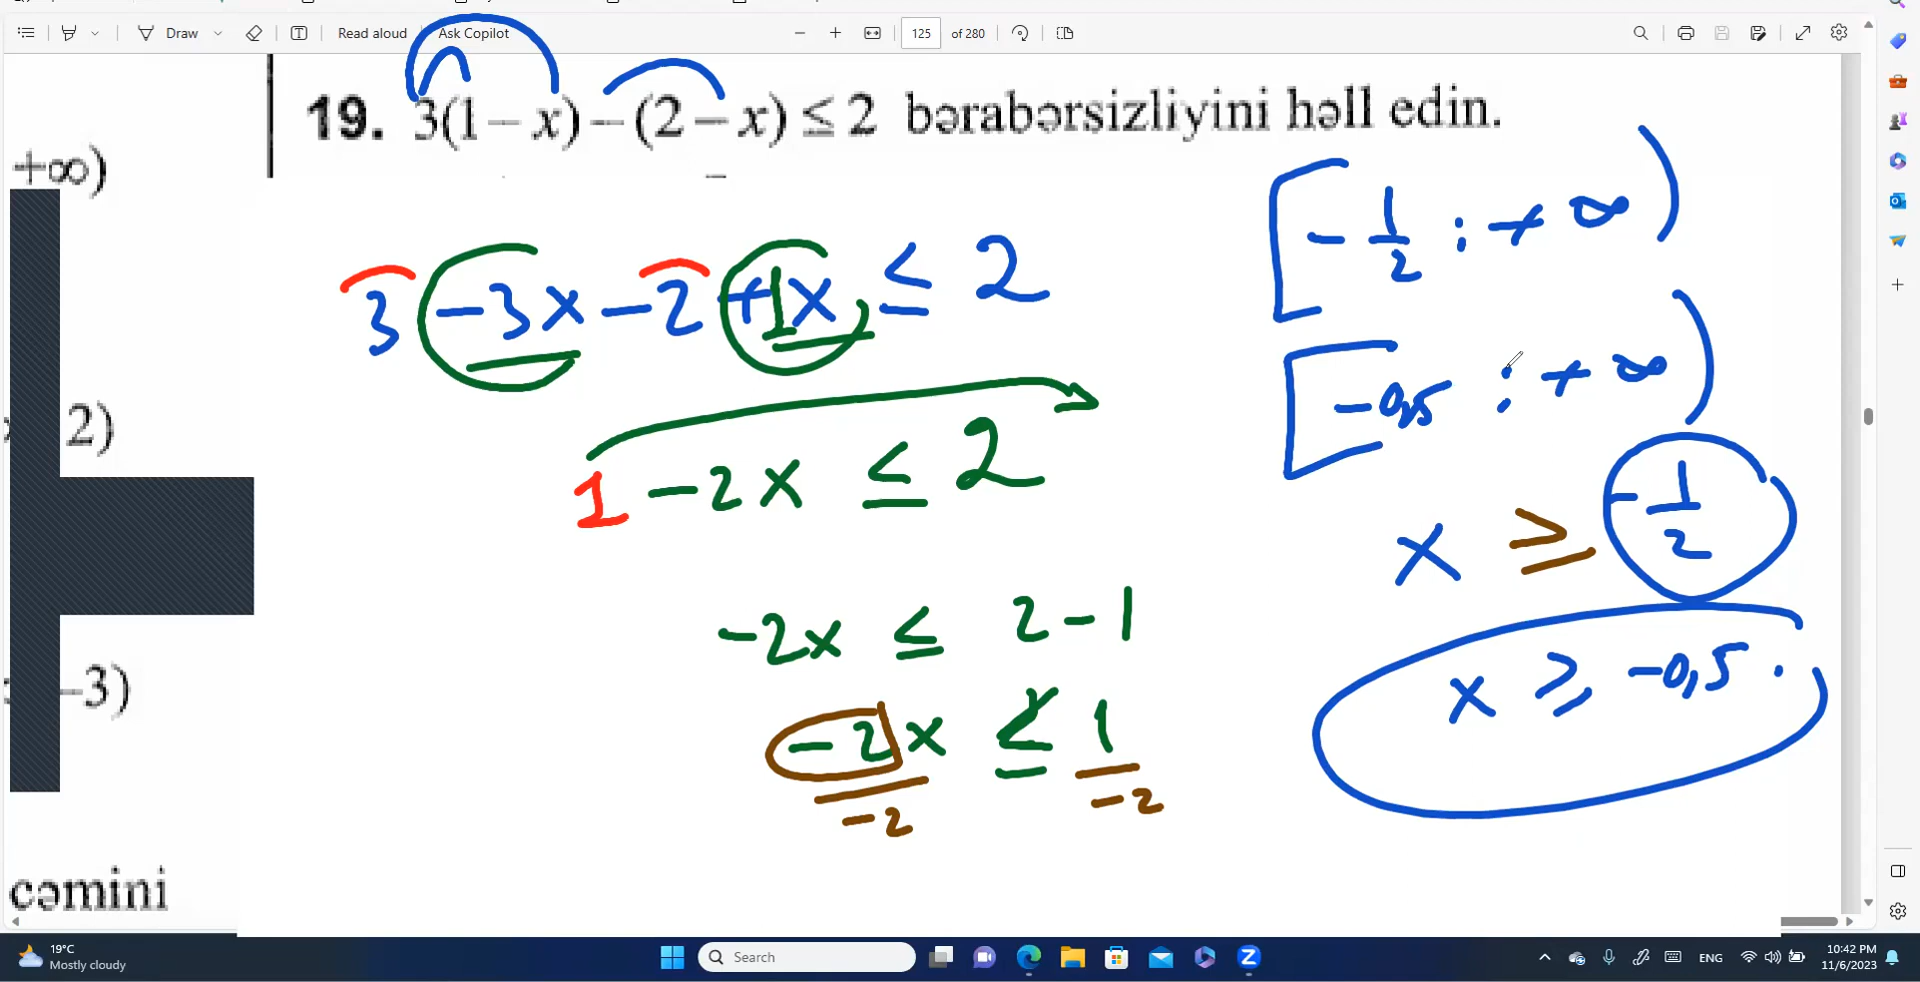 Draw
Read aloud
Ask Copilot
125 of 280
19. 3(1 – x) – (2 – x) ≤ 2 bərabərsizliyini həll edin.
+∞)
2)
–3)
cəmini
3 – 3x – 2 + 1x ≤ 2
1 – 2x ≤ 2
-2x ≤ 2 - 1
-2x ≤ 1
-2 -2
[ - 1/2 ; + ∞ )
[ -0,5 ; + ∞ )
x ≥ - 1/2
x ≥ -0,5.
19°C
Mostly cloudy
Search
ENG
10:42 PM
11/6/2023